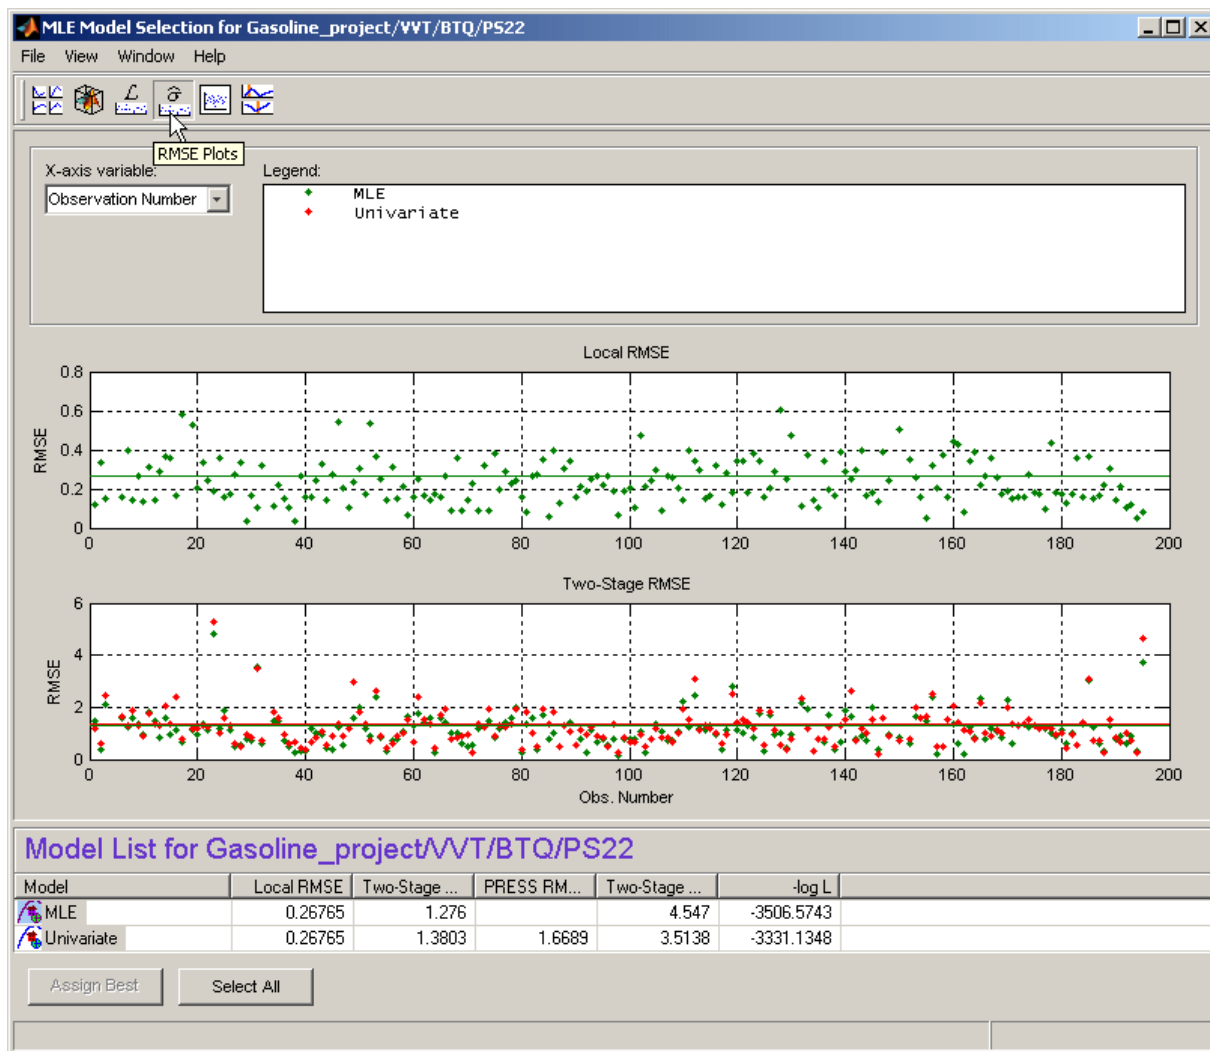 MLE Model Selection for Gasoline_project/VVT/BTQ/PS22
File View Window Help
RMSE Plots
X-axis variable:
Observation Number
Legend:
MLE
Univariate
Local RMSE
RMSE
0.8
0.6
0.4
0.2
0
0 20 40 60 80 100 120 140 160 180 200
Two-Stage RMSE
RMSE
6
4
2
0
0 20 40 60 80 100 120 140 160 180 200
Obs. Number
Model List for Gasoline_project/VVT/BTQ/PS22
Model Local RMSE Two-Stage ... PRESS RM... Two-Stage ... -log L
MLE 0.26765 1.276 4.547 -3506.5743
Univariate 0.26765 1.3803 1.6689 3.5138 -3331.1348
Assign Best Select All